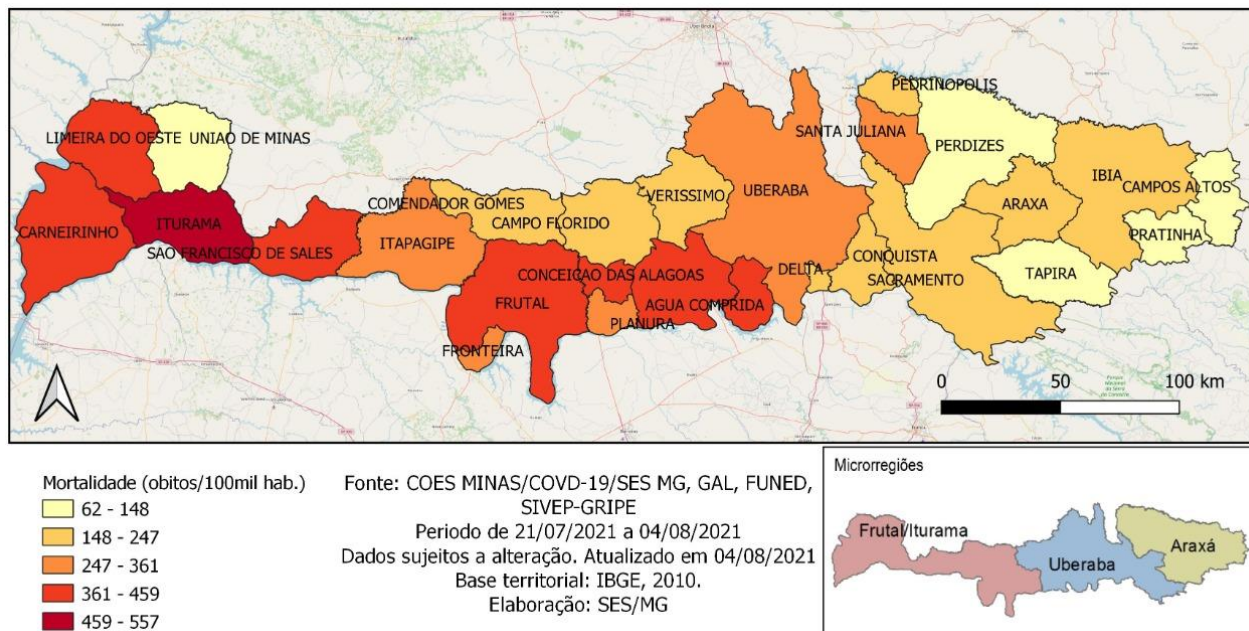 PEDRINOPOLIS
LIMEIRA DO OESTE
UNIAO DE MINAS
SANTA JULIANA
PERDIZES
IBIA
CAMPOS ALTOS
COMENDADOR GOMES
VERISSIMO
UBERABA
ARAXA
CARNEIRINHO
ITURAMA
CAMPO FLORIDO
PRATINHA
SAO FRANCISCO DE SALES
ITAPAGIPE
CONQUISTA
CONCEIÇAO DAS ALAGOAS
DELTA
SACRAMENTO
TAPIRA
FRUTAL
AGUA COMPRIDA
PLANURA
FRONTEIRA
0 50 100 km
Mortalidade (obitos/100mil hab.)
62 - 148
148 - 247
247 - 361
361 - 459
459 - 557
Fonte: COES MINAS/COVD-19/SES MG, GAL, FUNED,
SIVEP-GRIPE
Periodo de 21/07/2021 a 04/08/2021
Dados sujeitos a alteração. Atualizado em 04/08/2021
Base territorial: IBGE, 2010.
Elaboração: SES/MG
Microrregiões
Frutal/Iturama
Uberaba
Araxá